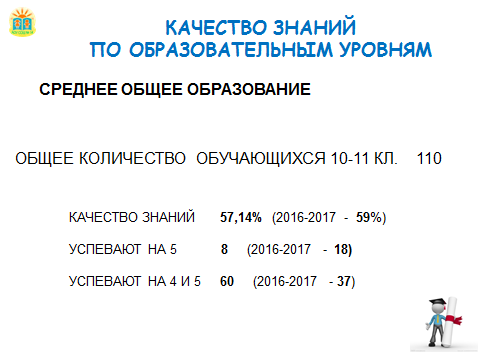 КАЧЕСТВО ЗНАНИЙ
ПО ОБРАЗОВАТЕЛЬНЫМ УРОВНЯМ
СРЕДНЕЕ ОБЩЕЕ ОБРАЗОВАНИЕ
ОБЩЕЕ КОЛИЧЕСТВО ОБУЧАЮЩИХСЯ 10-11 КЛ. 110
КАЧЕСТВО ЗНАНИЙ 57,14% (2016-2017 - 59%)
УСПЕВАЮТ НА 5 8 (2016-2017 - 18)
УСПЕВАЮТ НА 4 И 5 60 (2016-2017 - 37)